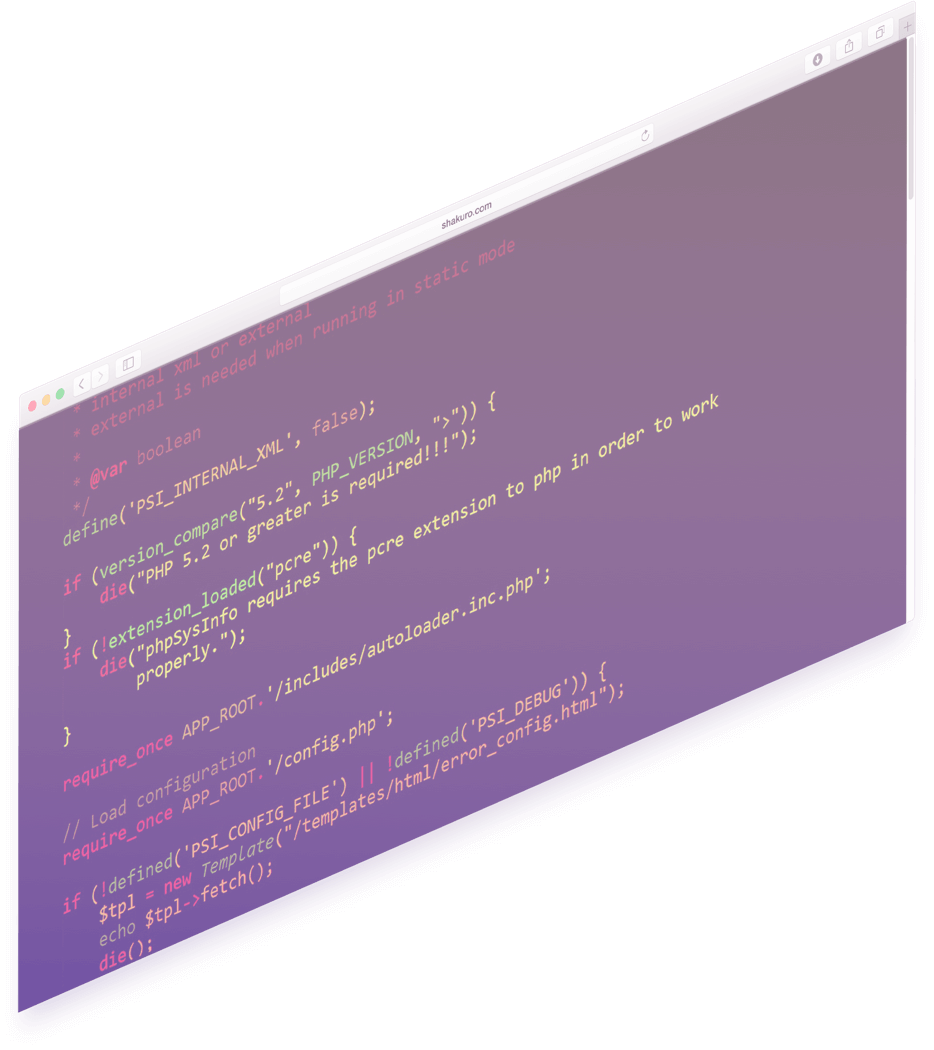 shakuro.com
* internal xml or external
* external is needed when running in static mode
*
* @var boolean
*/
define('PSI_INTERNAL_XML', false);
if (version_compare("5.2", PHP_VERSION, ">")) {
die("PHP 5.2 or greater is required!!!");
}
if (!extension_loaded("pcre")) {
die("phpSysInfo requires the pcre extension to php in order to work
properly.");
}
require_once APP_ROOT.'/includes/autoloader.inc.php';
// Load configuration
require_once APP_ROOT.'/config.php';
if (!defined('PSI_CONFIG_FILE') || !defined('PSI_DEBUG')) {
$tpl = new Template("/templates/html/error_config.html");
echo $tpl->fetch();
die();